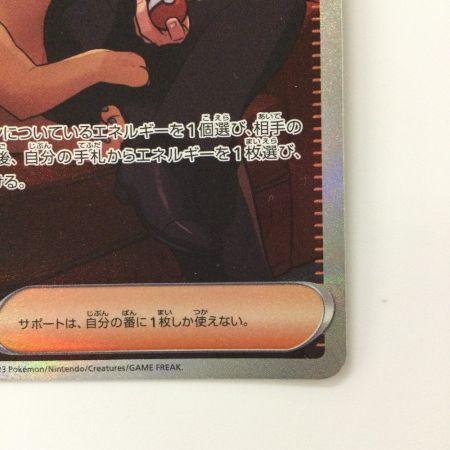 についているエネルギーを1個選び、相手の
後、自分の手札からエネルギーを1枚選び、
ける。
サポートは、自分の番に1枚しか使えない。
23 Pokémon/Nintendo/Creatures/GAME FREAK.